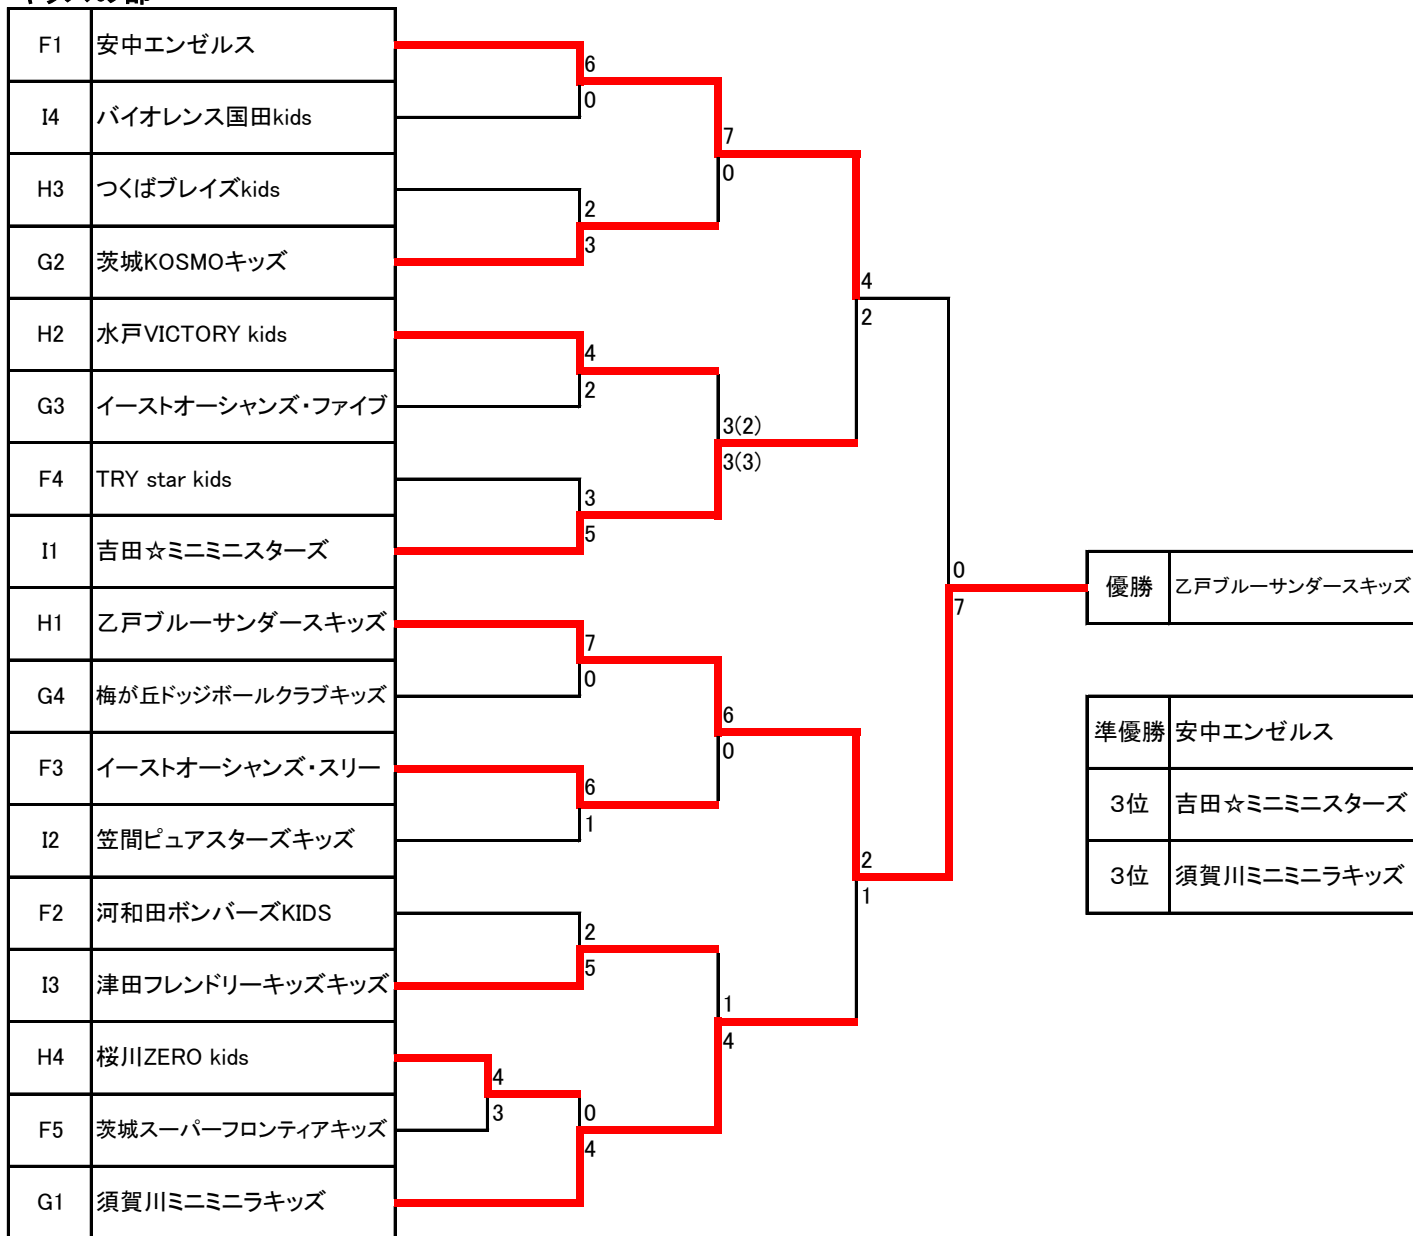 F1 安中エンゼルス
6
I4 バイオレンス国田kids
0
7
H3 つくばブレイズkids
0
2
G2 茨城KOSMOキッズ
3
4
H2 水戸VICTORY kids
2
4
G3 イーストオーシャンズ・ファイブ
2
3(2)
3(3)
F4 TRY star kids
3
I1 吉田☆ミニミニスターズ
5
0
優勝 乙戸ブルーサンダースキッズ
7
H1 乙戸ブルーサンダースキッズ
7
G4 梅が丘ドッジボールクラブキッズ
0
6
準優勝 安中エンゼルス
0
F3 イーストオーシャンズ・スリー
6
3位 吉田☆ミニミニスターズ
1
I2 笠間ピュアスターズキッズ
2
3位 須賀川ミニミニラキッズ
1
F2 河和田ボンバーズKIDS
2
I3 津田フレンドリーキッズキッズ
5
1
4
H4 桜川ZERO kids
4
3
F5 茨城スーパーフロンティアキッズ
0
4
G1 須賀川ミニミニラキッズ